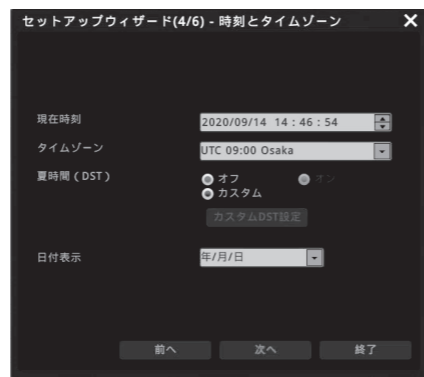 セットアップウィザード(4/6) - 時刻とタイムゾーン
現在時刻 2020/09/14 14 : 46 : 54
タイムゾーン UTC 09:00 Osaka
夏時間 ( DST ) オフ オン
カスタム
カスタムDST設定
日付表示 年/月/日
前へ 次へ 終了